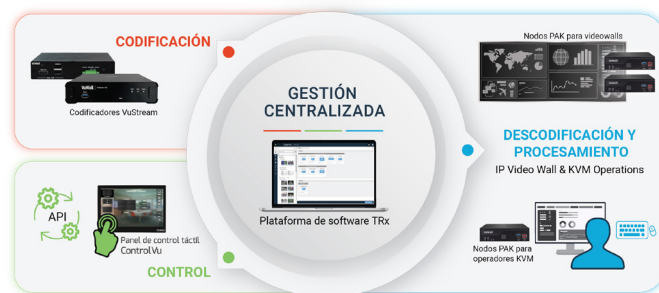 CODIFICACIÓN
Codificadores VuStream
GESTIÓN
CENTRALIZADA
Plataforma de software TRx
Nodos PAK para videowalls
DESCODIFICACIÓN Y
PROCESAMIENTO
IP Video Wall & KVM Operations
Nodos PAK para
operadores KVM
API
Panel de control táctil
ControlVu
CONTROL